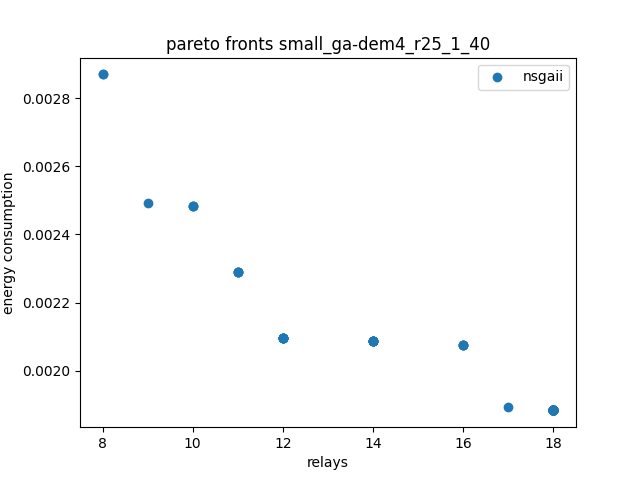 pareto fronts small_ga-dem4_r25_1_40
nsgaii
energy consumption
0.0028
0.0026
0.0024
0.0022
0.0020
8 10 12 14 16 18
relays